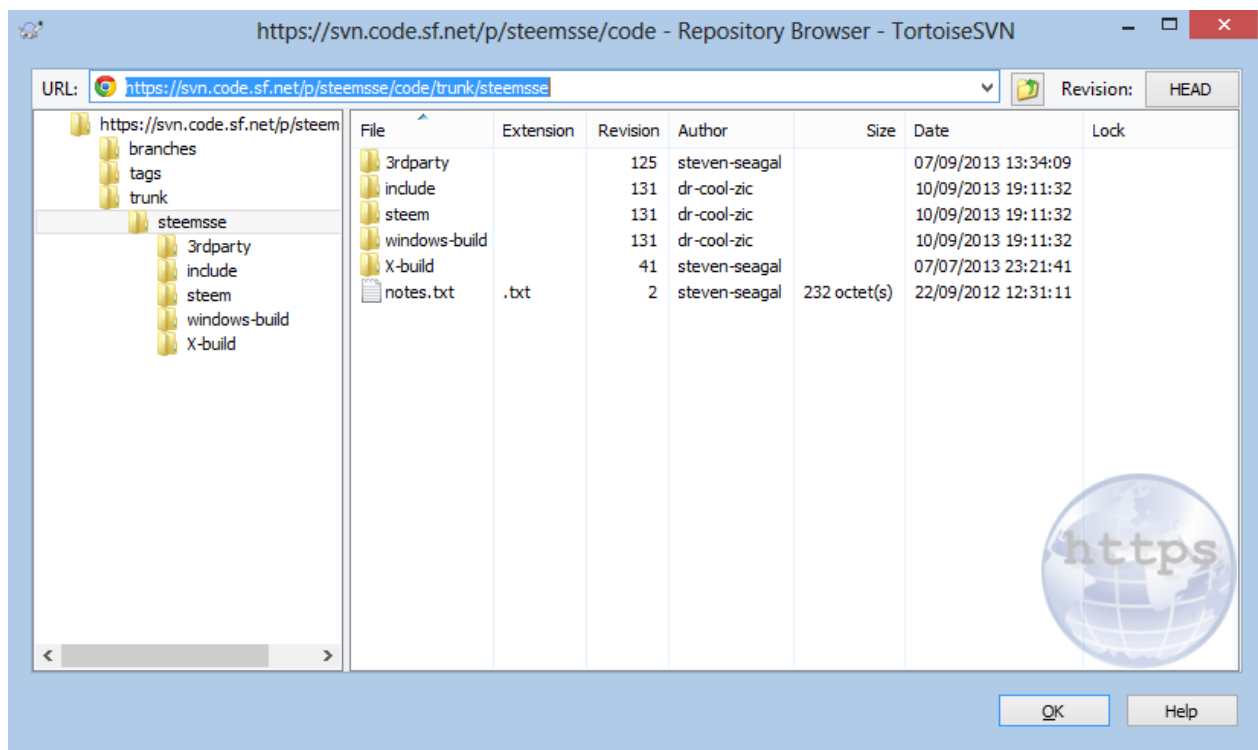 https://svn.code.sf.net/p/steemsse/code - Repository Browser - TortoiseSVN
URL: https://svn.code.sf.net/p/steemsse/code/trunk/steemsse Revision: HEAD
https://svn.code.sf.net/p/steem
branches
tags
trunk
steemsse
3rdparty
include
steem
windows-build
X-build
File Extension Revision Author Size Date Lock
3rdparty 125 steven-seagal 07/09/2013 13:34:09
include 131 dr-cool-zic 10/09/2013 19:11:32
steem 131 dr-cool-zic 10/09/2013 19:11:32
windows-build 131 dr-cool-zic 10/09/2013 19:11:32
X-build 41 steven-seagal 07/07/2013 23:21:41
notes.txt .txt 2 steven-seagal 232 octet(s) 22/09/2012 12:31:11
https
OK Help